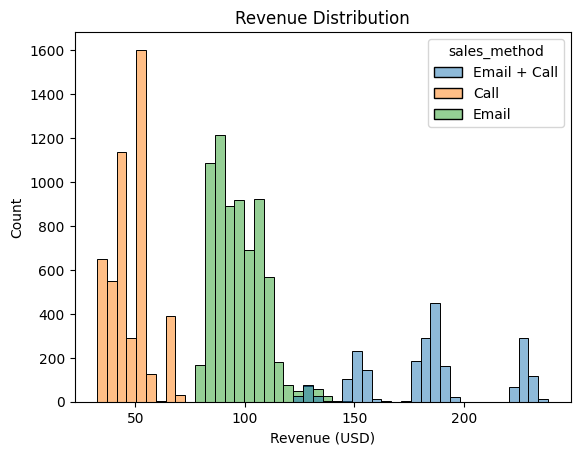 Revenue Distribution
sales_method
Email + Call
Call
Email
Count
1600
1400
1200
1000
800
600
400
200
0
50
100
150
200
Revenue (USD)